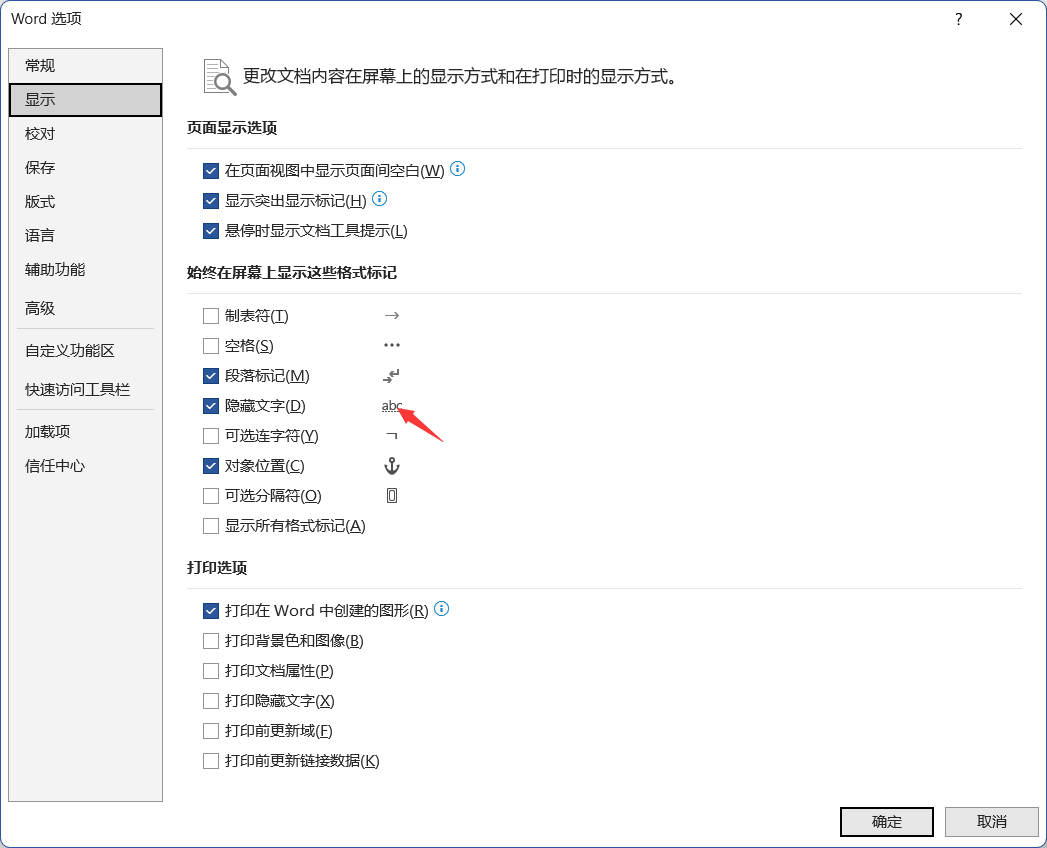 Word 选项
?
常规
显示
校对
保存
版式
语言
辅助功能
高级
自定义功能区
快速访问工具栏
加载项
信任中心
更改文档内容在屏幕上的显示方式和在打印时的显示方式。
页面显示选项
在页面视图中显示页面间空白(W)
显示突出显示标记(H)
悬停时显示文档工具提示(L)
始终在屏幕上显示这些格式标记
制表符(T) →
空格(S) •••
段落标记(M)
隐藏文字(D) abc
可选连字符(Y) ¬
对象位置(C)
可选分隔符(O)
显示所有格式标记(A)
打印选项
打印在 Word 中创建的图形(R)
打印背景色和图像(B)
打印文档属性(P)
打印隐藏文字(X)
打印前更新域(F)
打印前更新链接数据(K)
确定 取消